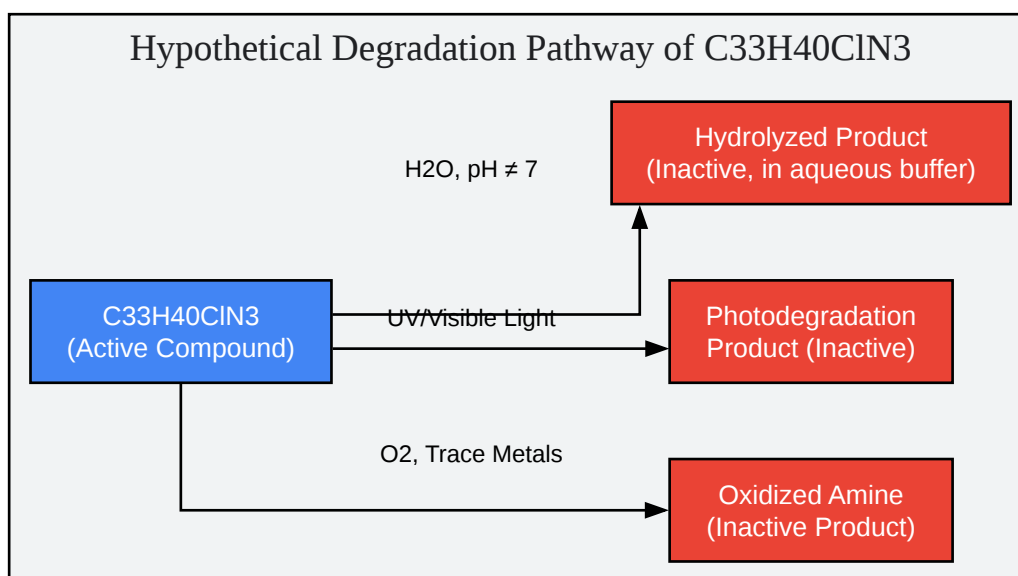 Hypothetical Degradation Pathway of C33H40ClN3
Hydrolyzed Product
(Inactive, in aqueous buffer)
H2O, pH ≠ 7
C33H40ClN3
(Active Compound)
UV/Visible Light
Photodegradation
Product (Inactive)
O2, Trace Metals
Oxidized Amine
(Inactive Product)